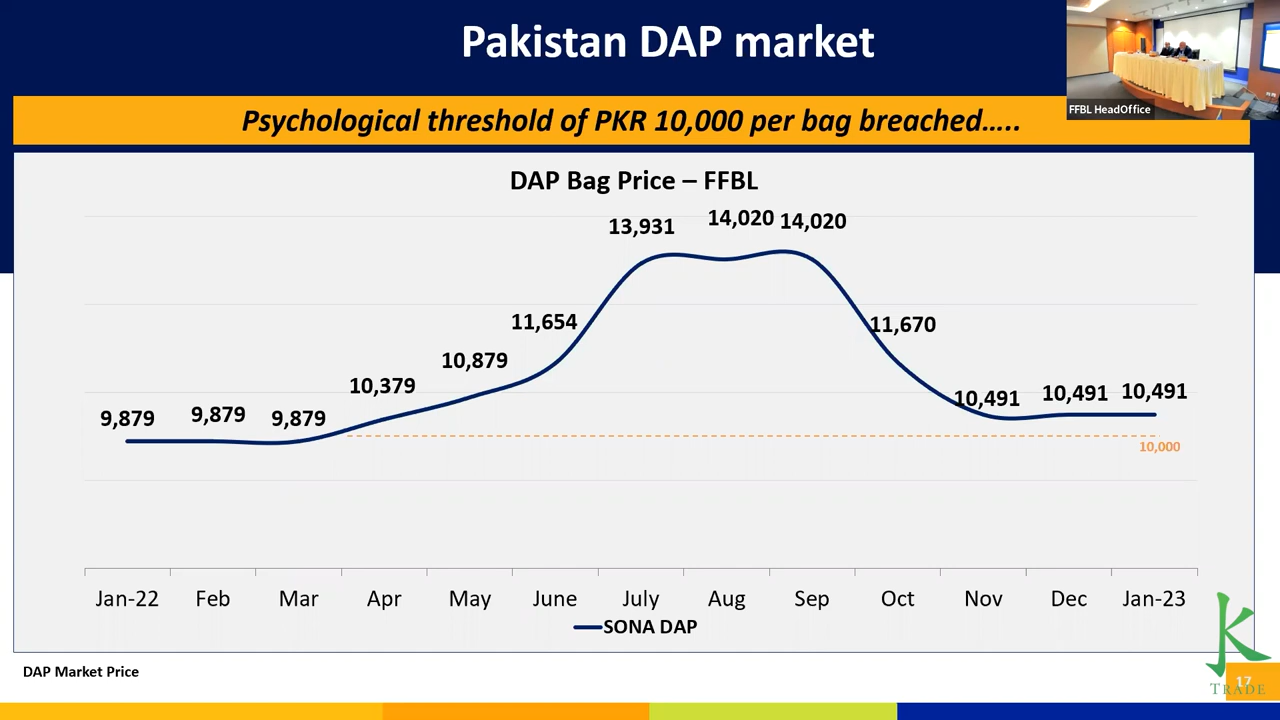 Pakistan DAP market
FFBL HeadOffice
Psychological threshold of PKR 10,000 per bag breached…..
DAP Bag Price – FFBL
13,931
14,020
14,020
11,654
11,670
10,879
10,379
9,879
9,879
9,879
10,491
10,491
10,491
10,000
Jan-22 Feb Mar Apr May June July Aug Sep Oct Nov Dec Jan-23
SONA DAP
DAP Market Price
K
TRADE
17